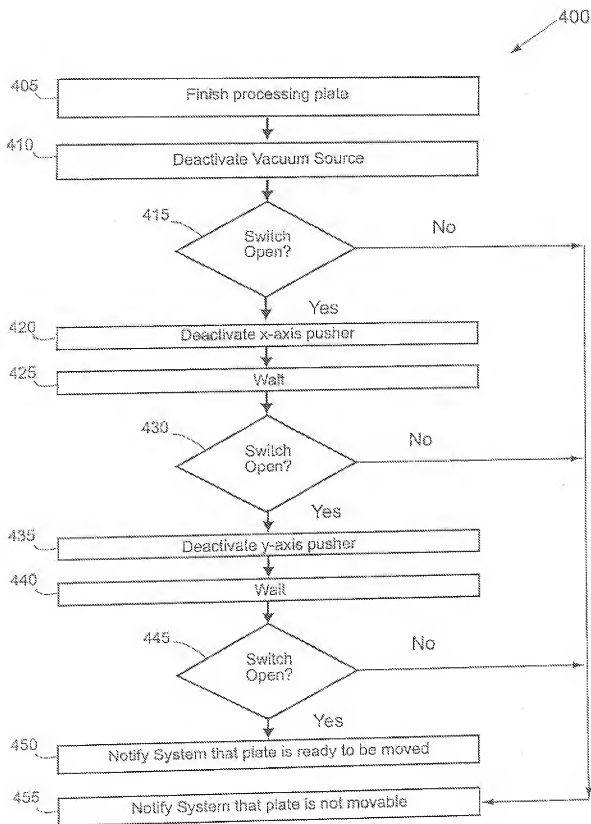 400
405
Finish processing plate
410
Deactivate Vacuum Source
415
Switch
Open?
No
Yes
420
Deactivate x-axis pusher
425
Wait
430
Switch
Open?
No
Yes
435
Deactivate y-axis pusher
440
Wait
445
Switch
Open?
No
Yes
450
Notify System that plate is ready to be moved
455
Notify System that plate is not movable